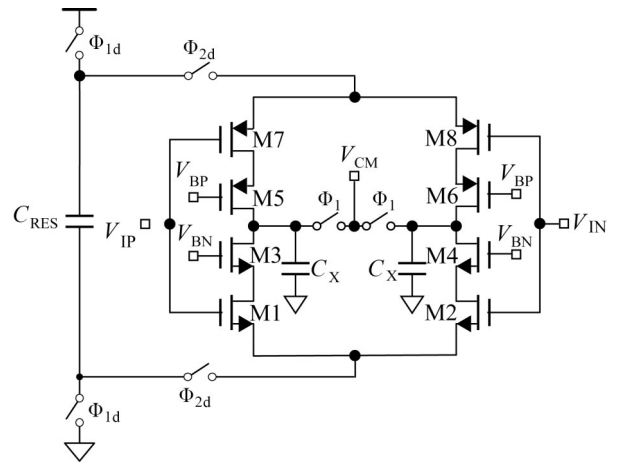 Φ1d
Φ2d
M7
M8
VCM
VBP
VBP
M5
Φ1
Φ1
M6
CRES
VIP
VIN
VBN
VBN
M3
CX
CX
M4
M1
M2
Φ2d
Φ1d